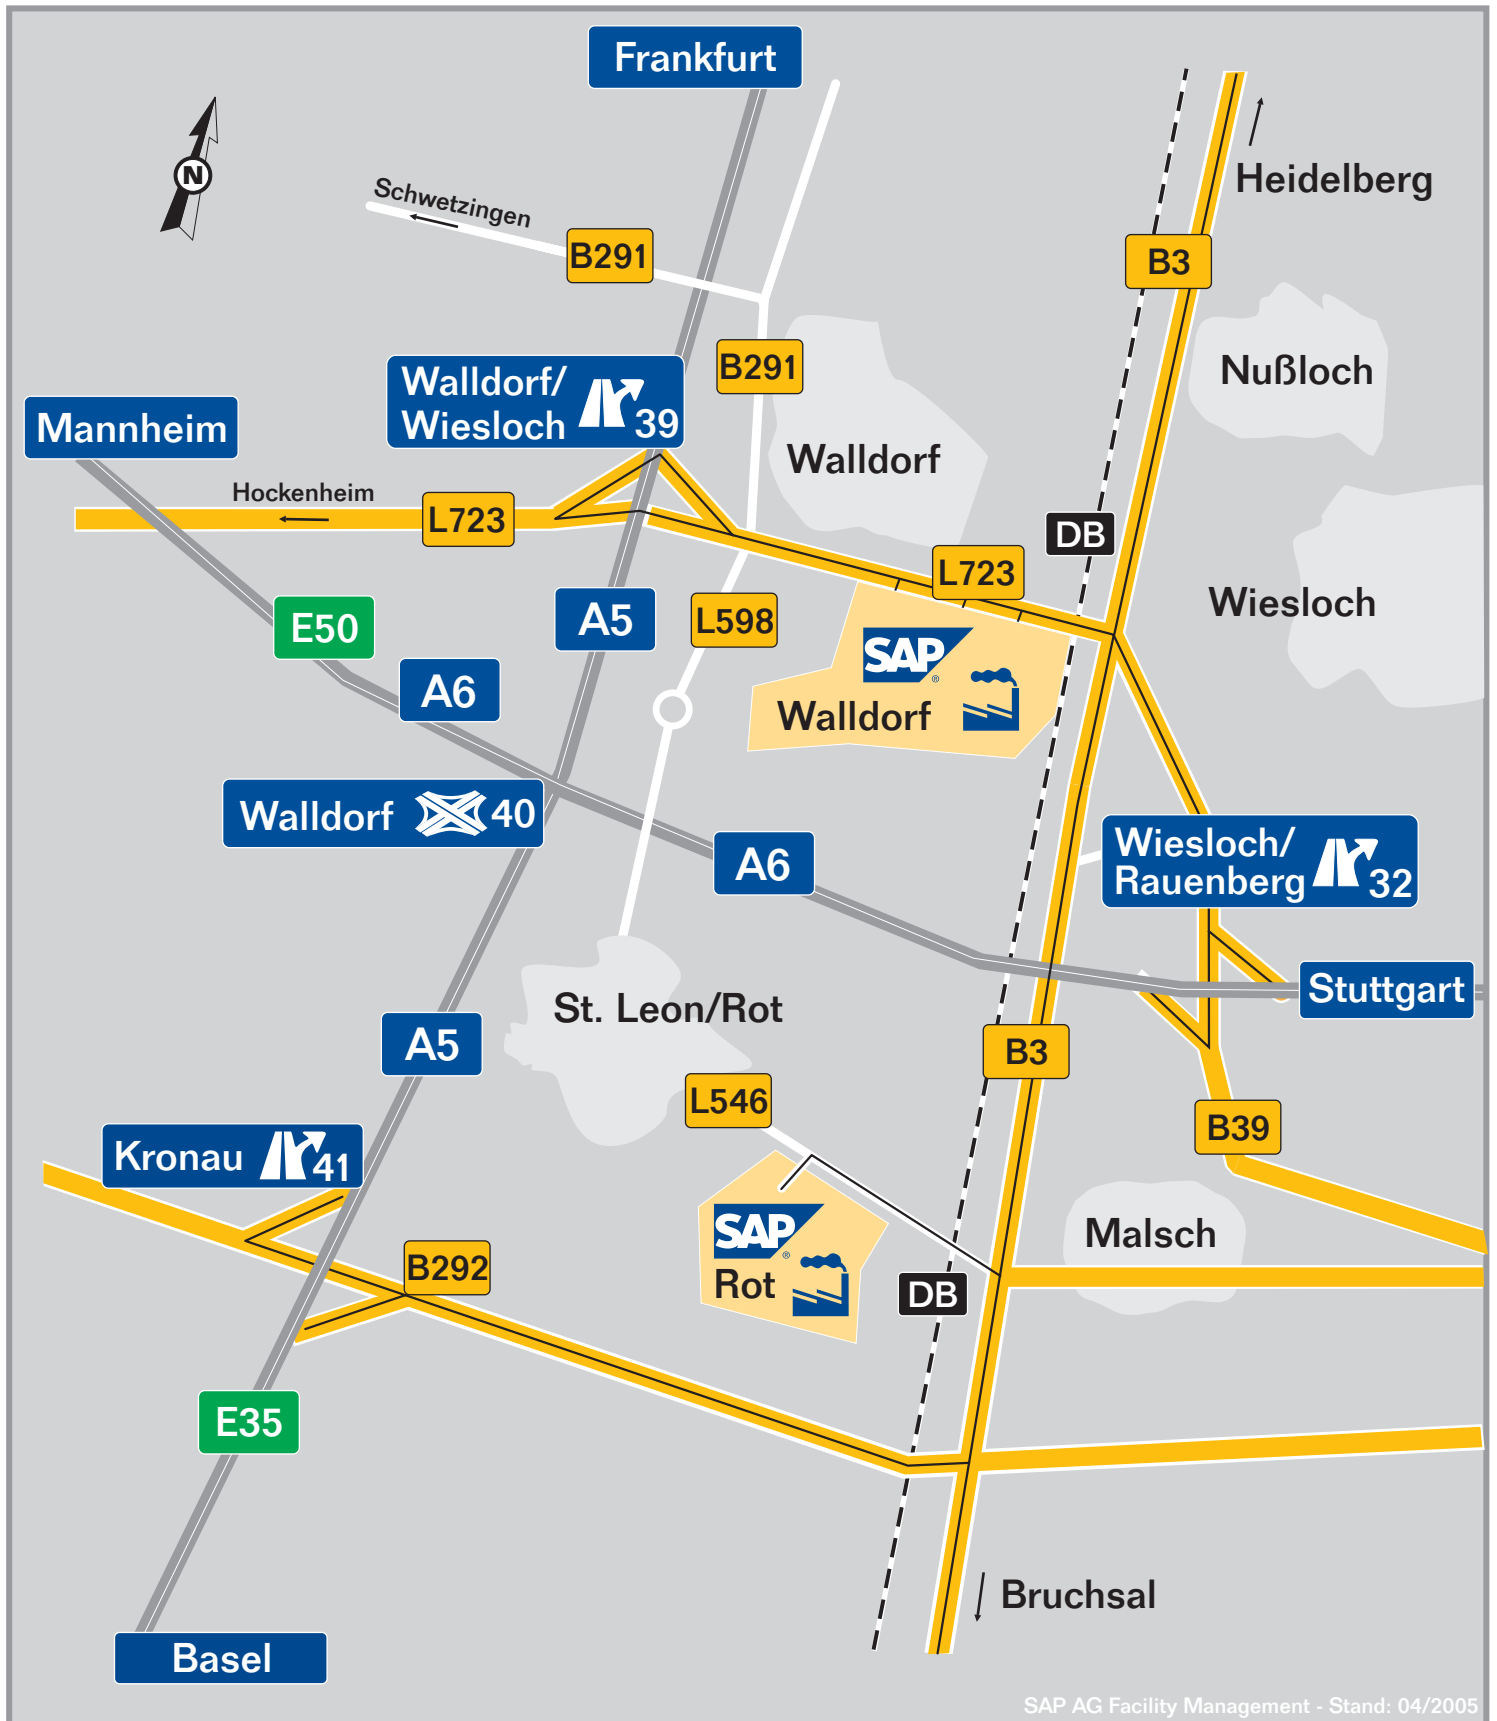 Frankfurt
N
Schwetzingen
Heidelberg
B291
B3
B291
Nußloch
Walldorf/
Wiesloch 39
Mannheim
Walldorf
Hockenheim
L723
DB
L723
Wiesloch
E50
A5
L598
SAP ®
A6
Walldorf
Walldorf 40
A6
Wiesloch/
Rauenberg 32
Stuttgart
St. Leon/Rot
A5
B3
L546
B39
Kronau 41
SAP ®
Malsch
B292
Rot
DB
E35
Bruchsal
Basel
SAP AG Facility Management - Stand: 04/2005